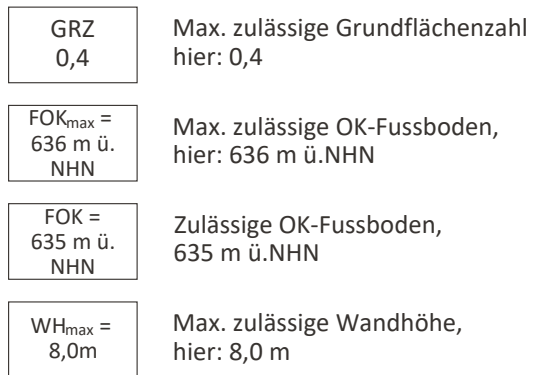 GRZ
0,4
Max. zulässige Grundflächenzahl
hier: 0,4
FOKmax =
636 m ü.
NHN
Max. zulässige OK-Fussboden,
hier: 636 m ü.NHN
FOK =
635 m ü.
NHN
Zulässige OK-Fussboden,
635 m ü.NHN
WHmax =
8,0m
Max. zulässige Wandhöhe,
hier: 8,0 m